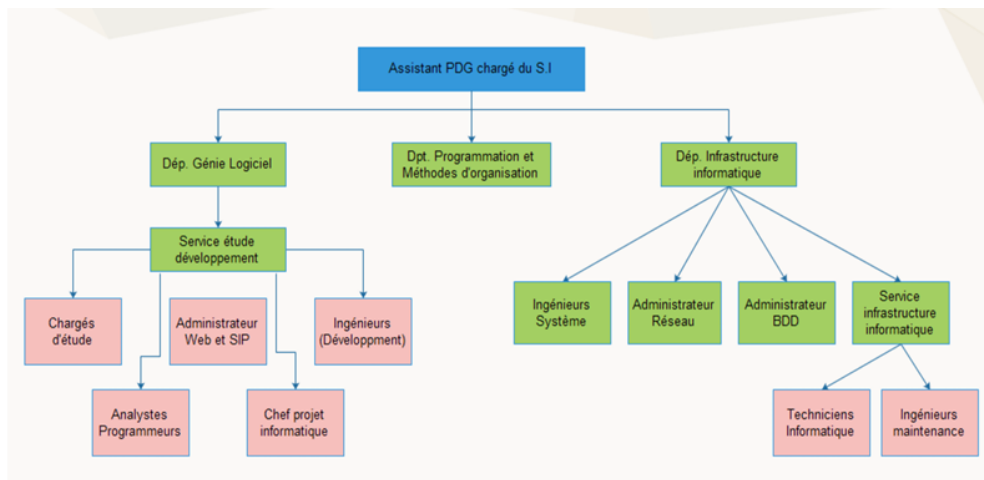 Assistant PDG chargé du S.I
Dép. Génie Logiciel
Dpt. Programmation et
Méthodes d'organisation
Dép. Infrastructure
informatique
Service étude
développement
Chargés
d'étude
Administrateur
Web et SIP
Ingénieurs
(Développment)
Analystes
Programmeurs
Chef projet
informatique
Ingénieurs
Système
Administrateur
Réseau
Administrateur
BDD
Service
infrastructure
informatique
Techniciens
Informatique
Ingénieurs
maintenance